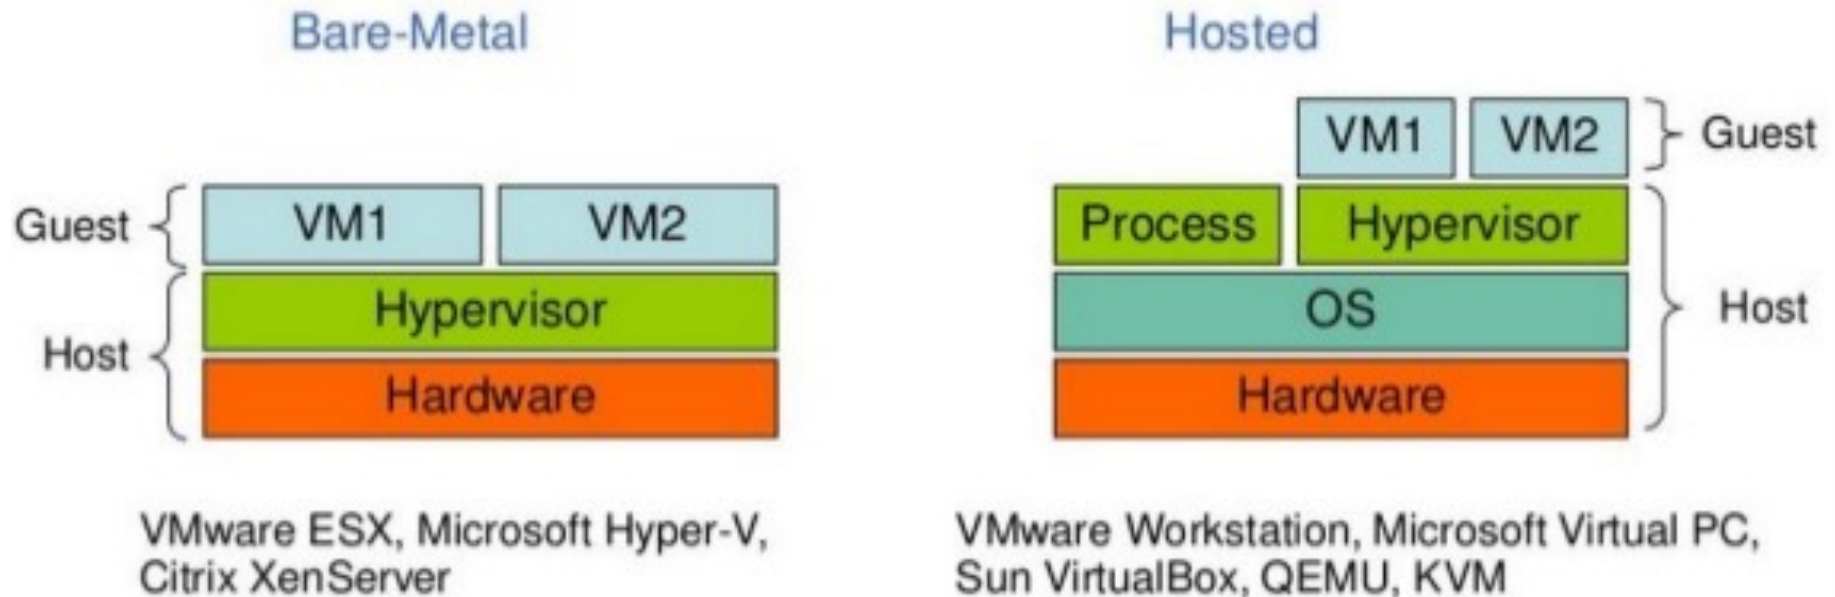 Bare-Metal
Guest
VM1
VM2
Host
Hypervisor
Hardware
VMware ESX, Microsoft Hyper-V,
Citrix XenServer
Hosted
VM1
VM2
Guest
Process
Hypervisor
OS
Host
Hardware
VMware Workstation, Microsoft Virtual PC,
Sun VirtualBox, QEMU, KVM